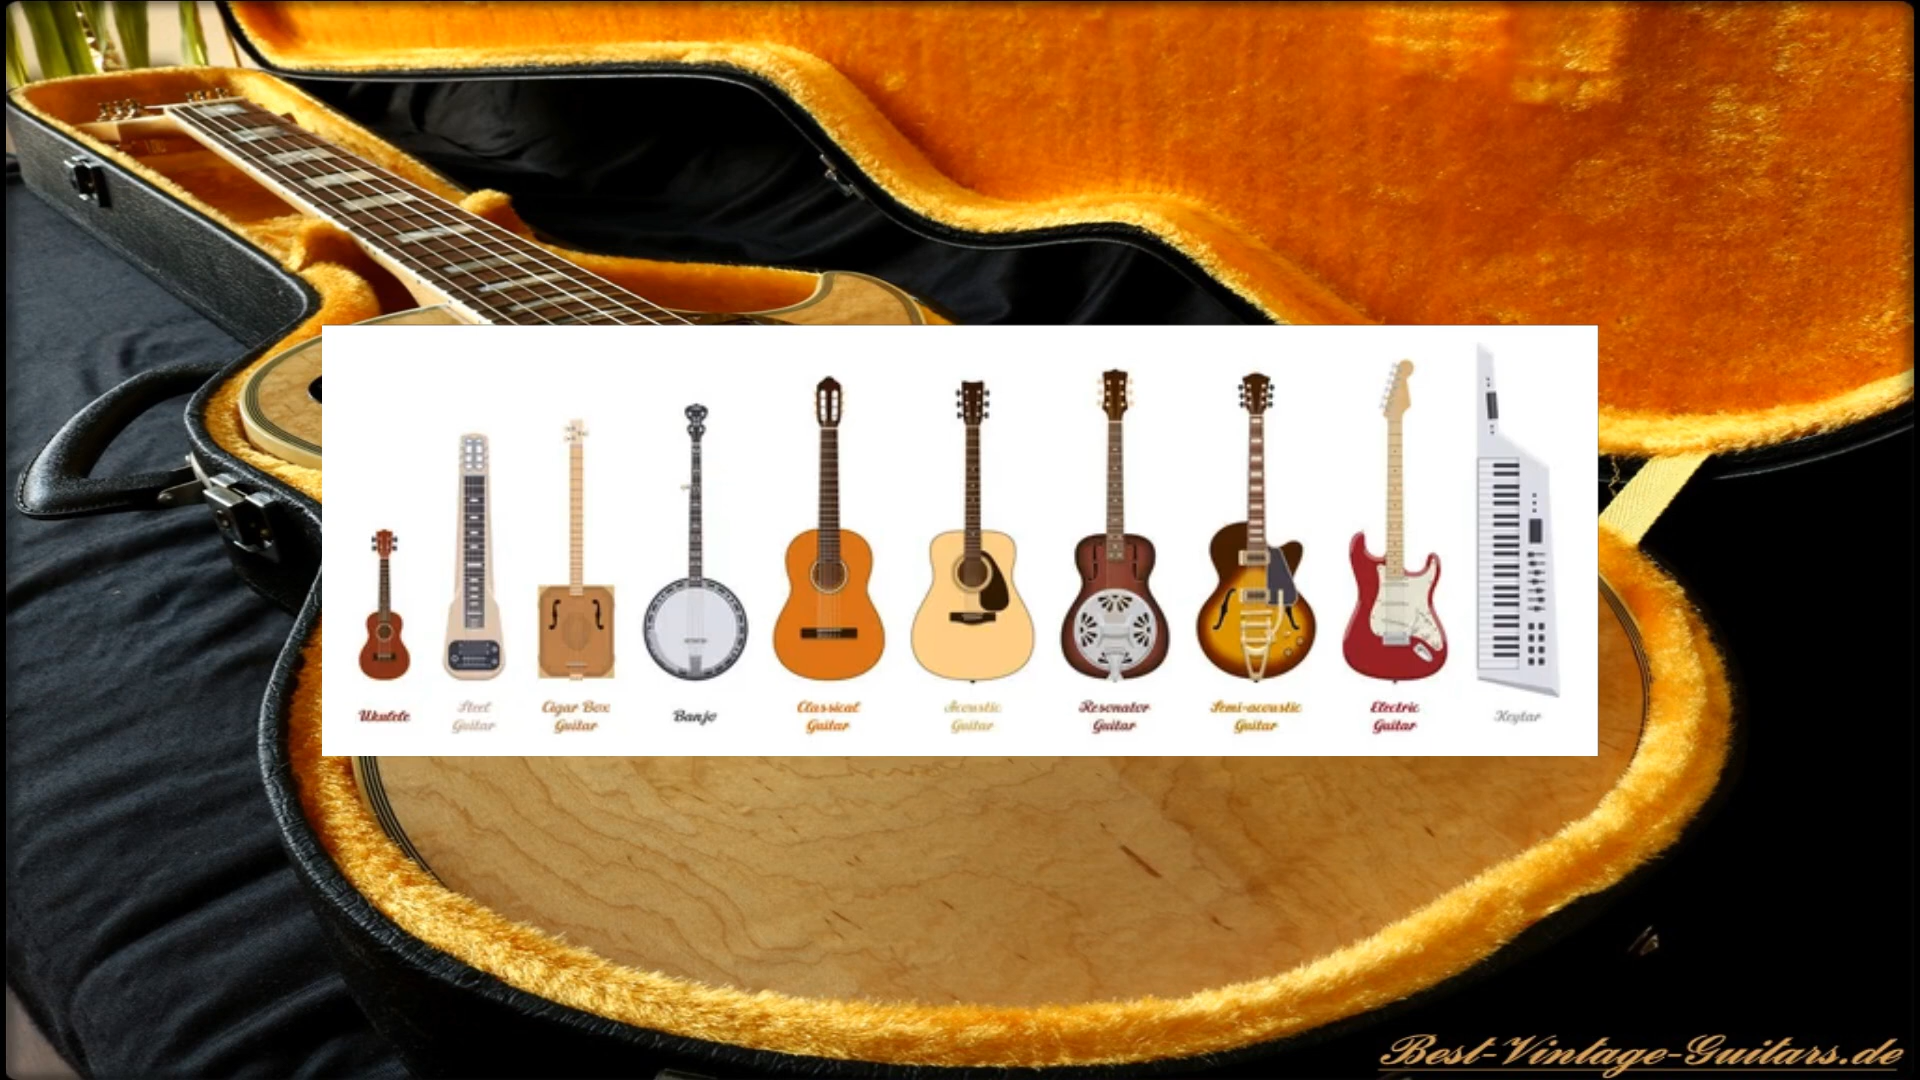 Ukulele
Steel
Guitar
Cigar Box
Guitar
Banjo
Classical
Guitar
Acoustic
Guitar
Resonator
Guitar
Semi-acoustic
Guitar
Electric
Guitar
Keytar
Best-Vintage-Guitars.de